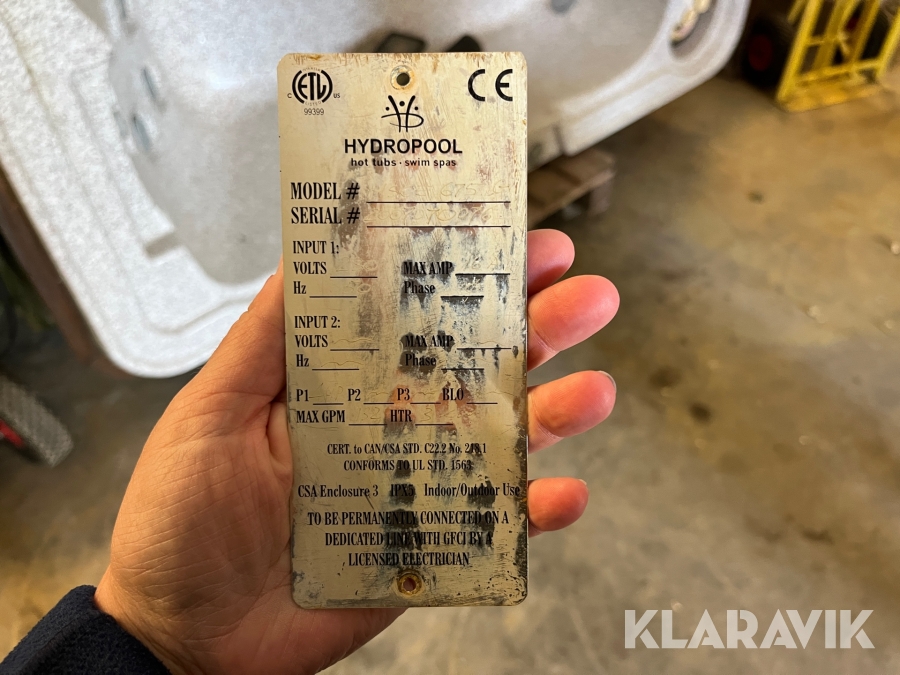 C ETL US
99399
CE
HYDROPOOL
hot tubs · swim spas
MODEL #
SERIAL #
INPUT 1:
VOLTS MAX AMP
Hz Phase
INPUT 2:
VOLTS MAX AMP
Hz Phase
P1 P2 P3 BLO
MAX GPM HTR
CERT. to CAN/CSA STD. C22.2 No. 218.1
CONFORMS TO UL STD. 1563
CSA Enclosure 3 IPX5 Indoor/Outdoor Use
TO BE PERMANENTLY CONNECTED ON A
DEDICATED LINE WITH GFCI BY A
LICENSED ELECTRICIAN
KLARAVIK